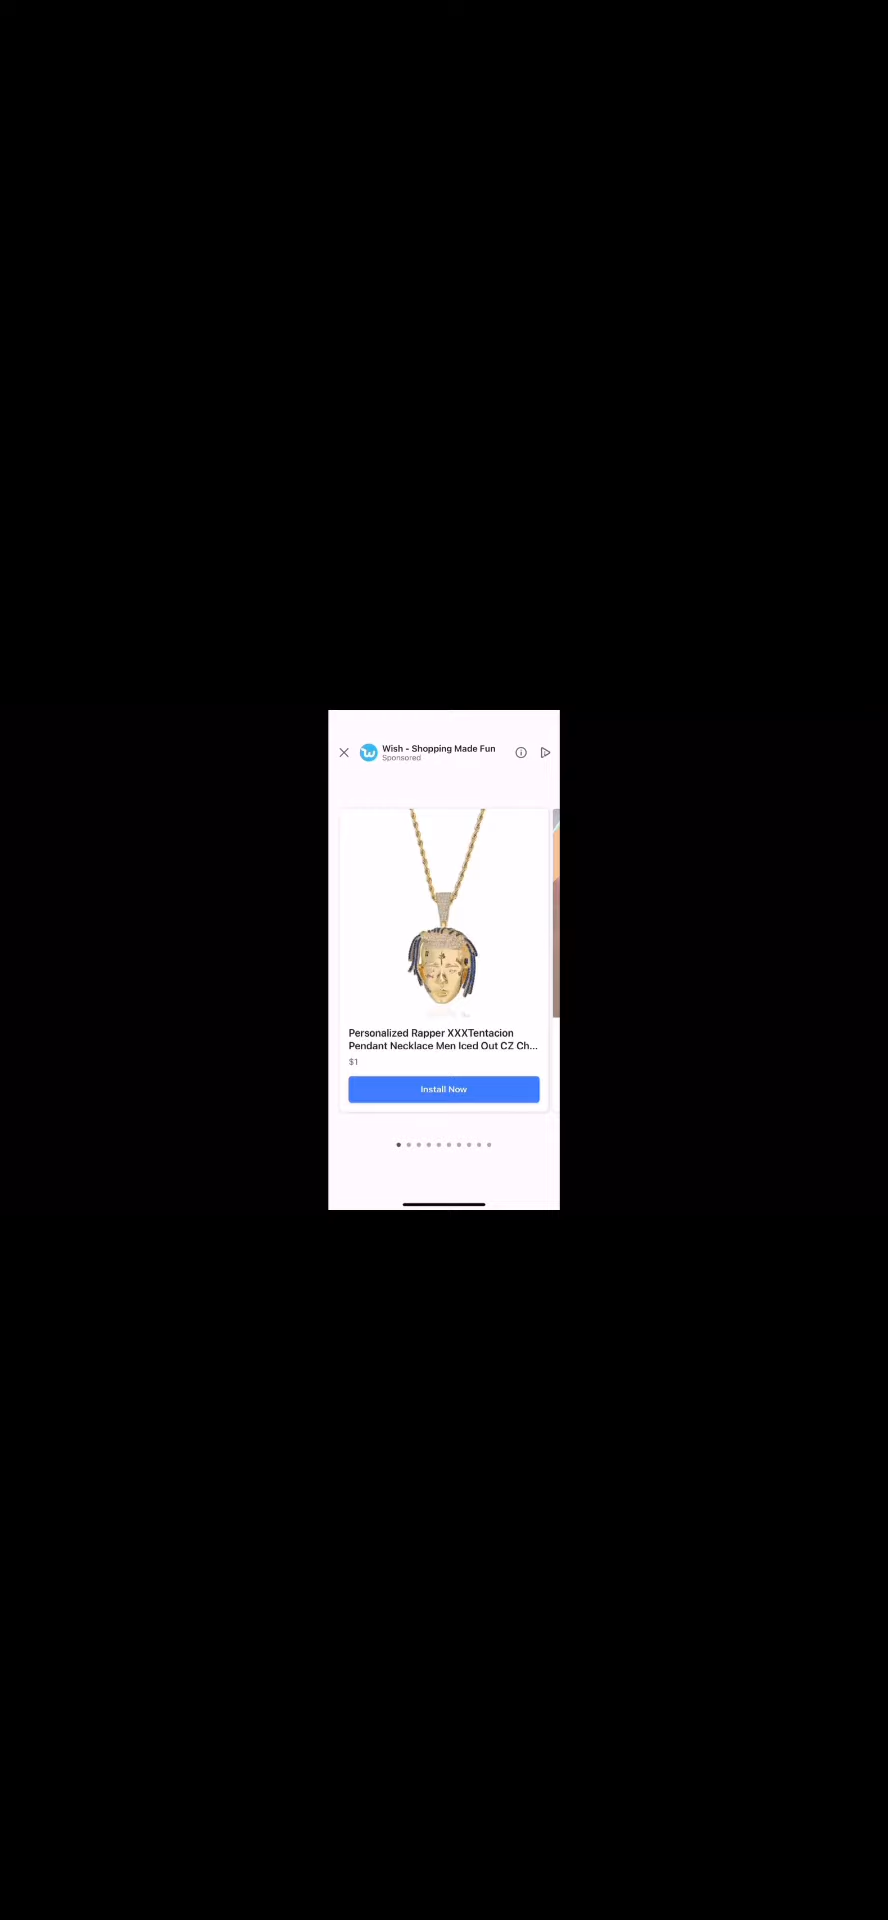 Wish - Shopping Made Fun
Sponsored
Personalized Rapper XXXTentacion
Pendant Necklace Men Iced Out CZ Ch...
$1
Install Now